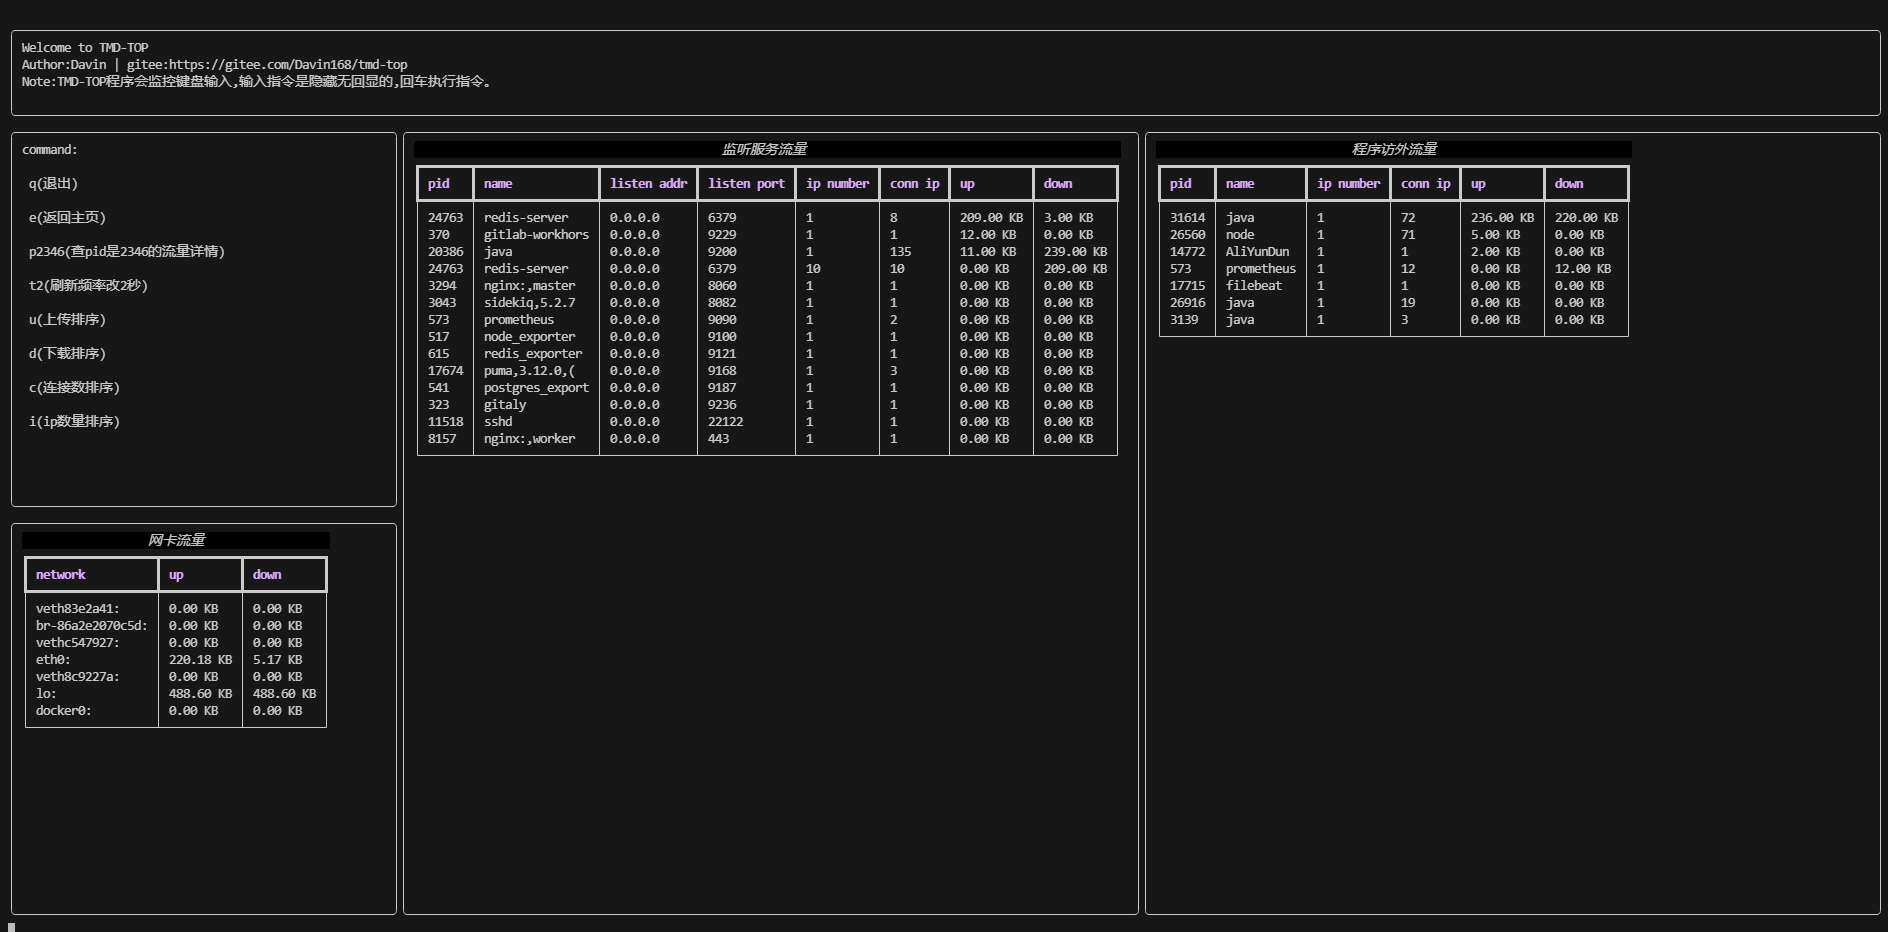 Welcome to TMD-TOP
Author:Davin | gitee:https://gitee.com/Davin168/tmd-top
Note:TMD-TOP程序会监控键盘输入,输入指令是隐藏无回显的,回车执行指令。
command:
q(退出)
e(返回主页)
p2346(查pid是2346的流量详情)
t2(刷新频率改2秒)
u(上传排序)
d(下载排序)
c(连接数排序)
i(ip数量排序)
网卡流量
network up down
veth83e2a41: 0.00 KB 0.00 KB
br-86a2e2070c5d: 0.00 KB 0.00 KB
vethc547927: 0.00 KB 0.00 KB
eth0: 220.18 KB 5.17 KB
veth8c9227a: 0.00 KB 0.00 KB
lo: 488.60 KB 488.60 KB
docker0: 0.00 KB 0.00 KB
监听服务流量
pid name listen addr listen port ip number conn ip up down
24763 redis-server 0.0.0.0 6379 1 8 209.00 KB 3.00 KB
370 gitlab-workhors 0.0.0.0 9229 1 1 12.00 KB 0.00 KB
20386 java 0.0.0.0 9200 1 135 11.00 KB 239.00 KB
24763 redis-server 0.0.0.0 6379 10 10 0.00 KB 209.00 KB
3294 nginx:,master 0.0.0.0 8060 1 1 0.00 KB 0.00 KB
3043 sidekiq,5.2.7 0.0.0.0 8082 1 1 0.00 KB 0.00 KB
573 prometheus 0.0.0.0 9090 1 2 0.00 KB 0.00 KB
517 node_exporter 0.0.0.0 9100 1 1 0.00 KB 0.00 KB
615 redis_exporter 0.0.0.0 9121 1 1 0.00 KB 0.00 KB
17674 puma,3.12.0,( 0.0.0.0 9168 1 3 0.00 KB 0.00 KB
541 postgres_export 0.0.0.0 9187 1 1 0.00 KB 0.00 KB
323 gitaly 0.0.0.0 9236 1 1 0.00 KB 0.00 KB
11518 sshd 0.0.0.0 22122 1 1 0.00 KB 0.00 KB
8157 nginx:,worker 0.0.0.0 443 1 1 0.00 KB 0.00 KB
程序访外流量
pid name ip number conn ip up down
31614 java 1 72 236.00 KB 220.00 KB
26560 node 1 71 5.00 KB 0.00 KB
14772 AliYunDun 1 1 2.00 KB 0.00 KB
573 prometheus 1 12 0.00 KB 12.00 KB
17715 filebeat 1 1 0.00 KB 0.00 KB
26916 java 1 19 0.00 KB 0.00 KB
3139 java 1 3 0.00 KB 0.00 KB